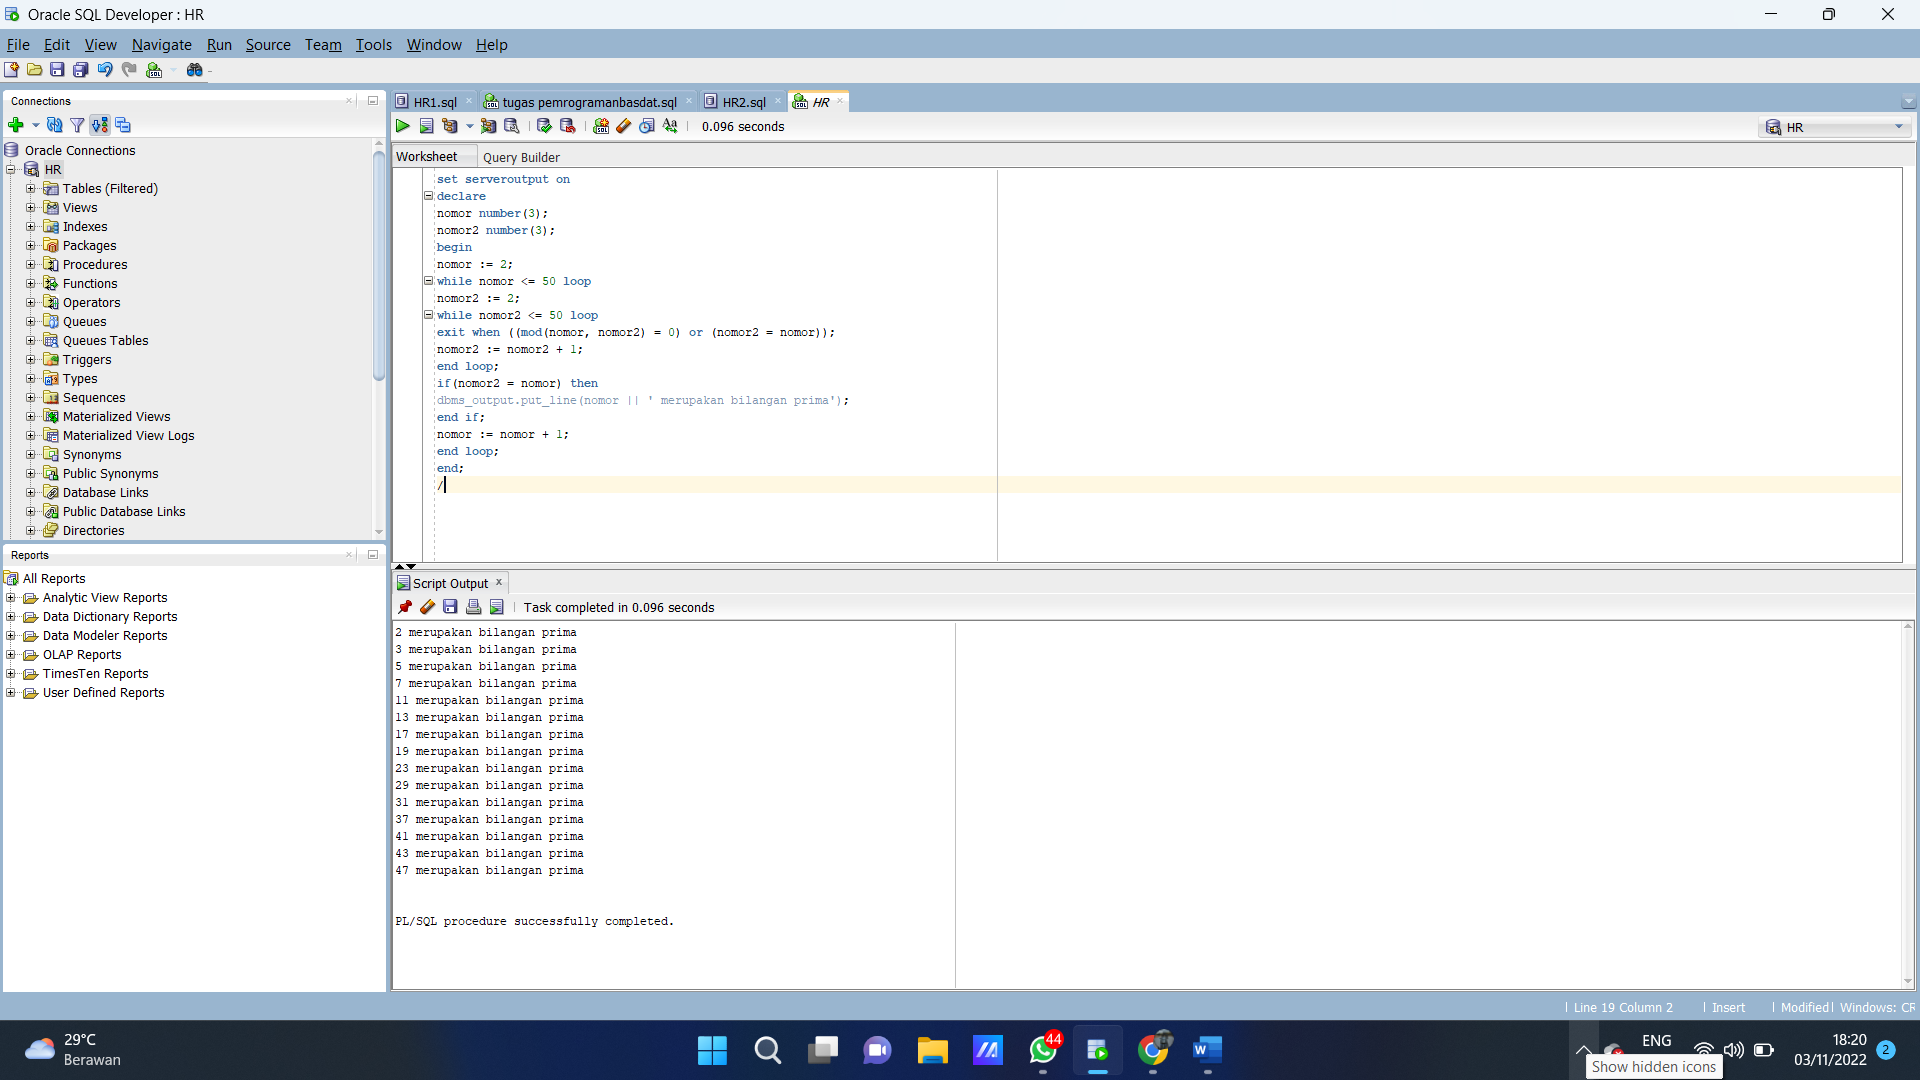 Oracle SQL Developer : HR
File Edit View Navigate Run Source Team Tools Window Help
Connections
Oracle Connections
HR
Tables (Filtered)
Views
Indexes
Packages
Procedures
Functions
Operators
Queues
Queues Tables
Triggers
Types
Sequences
Materialized Views
Materialized View Logs
Synonyms
Public Synonyms
Database Links
Public Database Links
Directories
Reports
All Reports
Analytic View Reports
Data Dictionary Reports
Data Modeler Reports
OLAP Reports
TimesTen Reports
User Defined Reports
HR1.sql tugas pemrogramanbasdat.sql HR2.sql HR
0.096 seconds
HR
Worksheet Query Builder
set serveroutput on
declare
nomor number(3);
nomor2 number(3);
begin
nomor := 2;
while nomor <= 50 loop
nomor2 := 2;
while nomor2 <= 50 loop
exit when ((mod(nomor, nomor2) = 0) or (nomor2 = nomor));
nomor2 := nomor2 + 1;
end loop;
if(nomor2 = nomor) then
dbms_output.put_line(nomor || ' merupakan bilangan prima');
end if;
nomor := nomor + 1;
end loop;
end;
/
Script Output
Task completed in 0.096 seconds
2 merupakan bilangan prima
3 merupakan bilangan prima
5 merupakan bilangan prima
7 merupakan bilangan prima
11 merupakan bilangan prima
13 merupakan bilangan prima
17 merupakan bilangan prima
19 merupakan bilangan prima
23 merupakan bilangan prima
29 merupakan bilangan prima
31 merupakan bilangan prima
37 merupakan bilangan prima
41 merupakan bilangan prima
43 merupakan bilangan prima
47 merupakan bilangan prima
PL/SQL procedure successfully completed.
Line 19 Column 2 Insert Modified Windows: CR
29°C
Berawan
44
ENG
Show hidden icons
18:20
03/11/2022
2